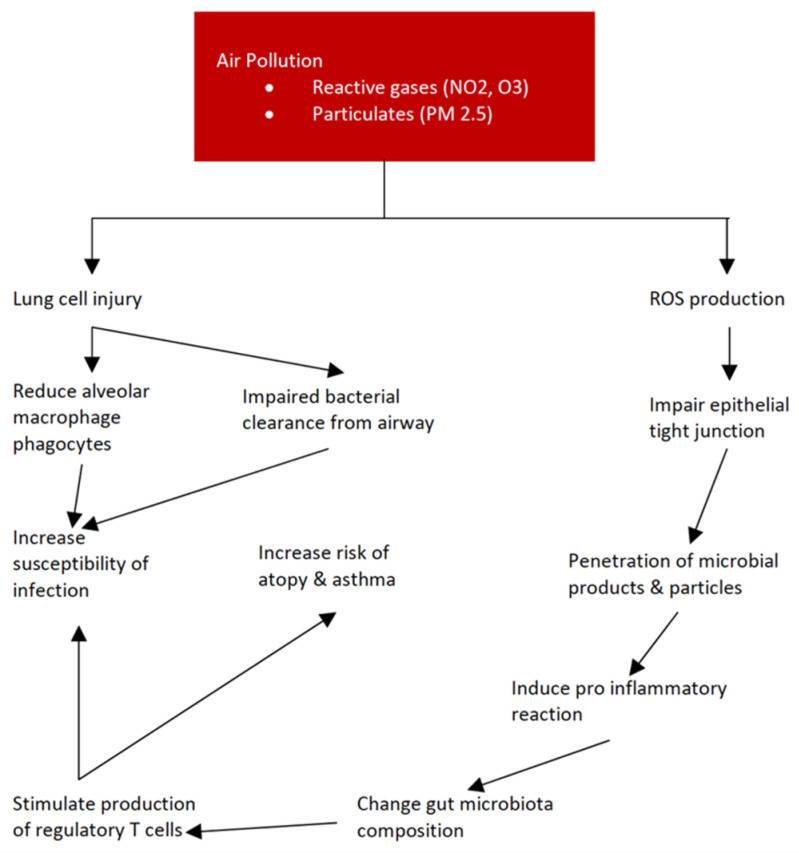 Air Pollution
• Reactive gases (NO2, O3)
• Particulates (PM 2.5)
Lung cell injury
ROS production
Reduce alveolar
macrophage
phagocytes
Impaired bacterial
clearance from airway
Impair epithelial
tight junction
Increase
susceptibility of
infection
Increase risk of
atopy & asthma
Penetration of microbial
products & particles
Induce pro inflammatory
reaction
Stimulate production
of regulatory T cells
Change gut microbiota
composition